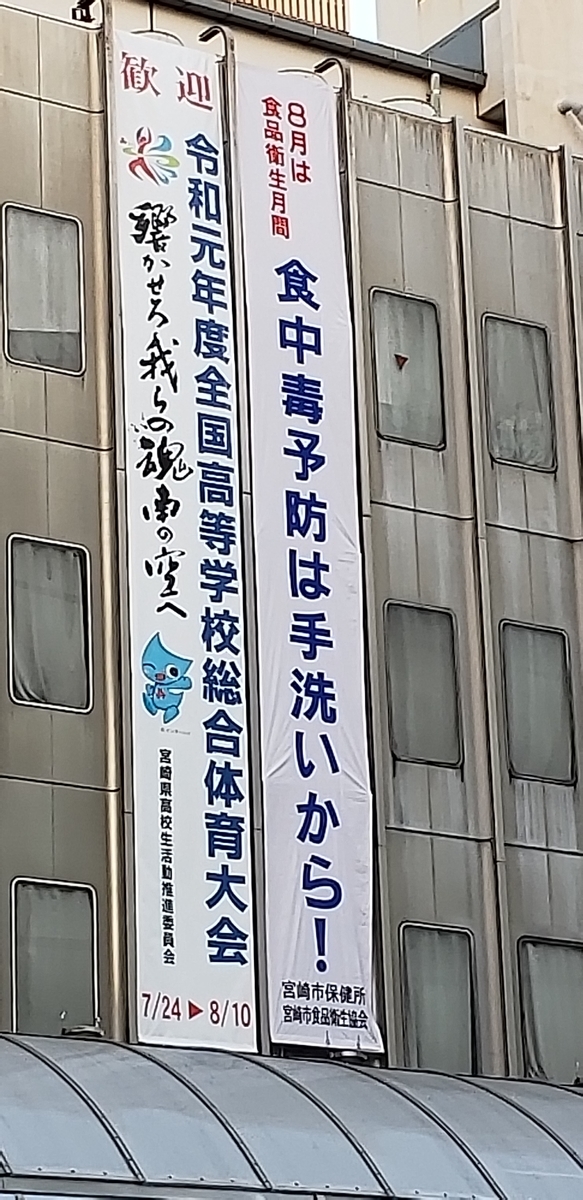 8月は
食品衛生月間
食中毒予防は手洗いから!
宮崎市保健所
宮崎市食品衛生協会
歓迎
令和元年度全国高等学校総合体育大会
響かせろ我らの魂南の空へ
宮崎県高校生活動推進委員会
7/24▶8/10